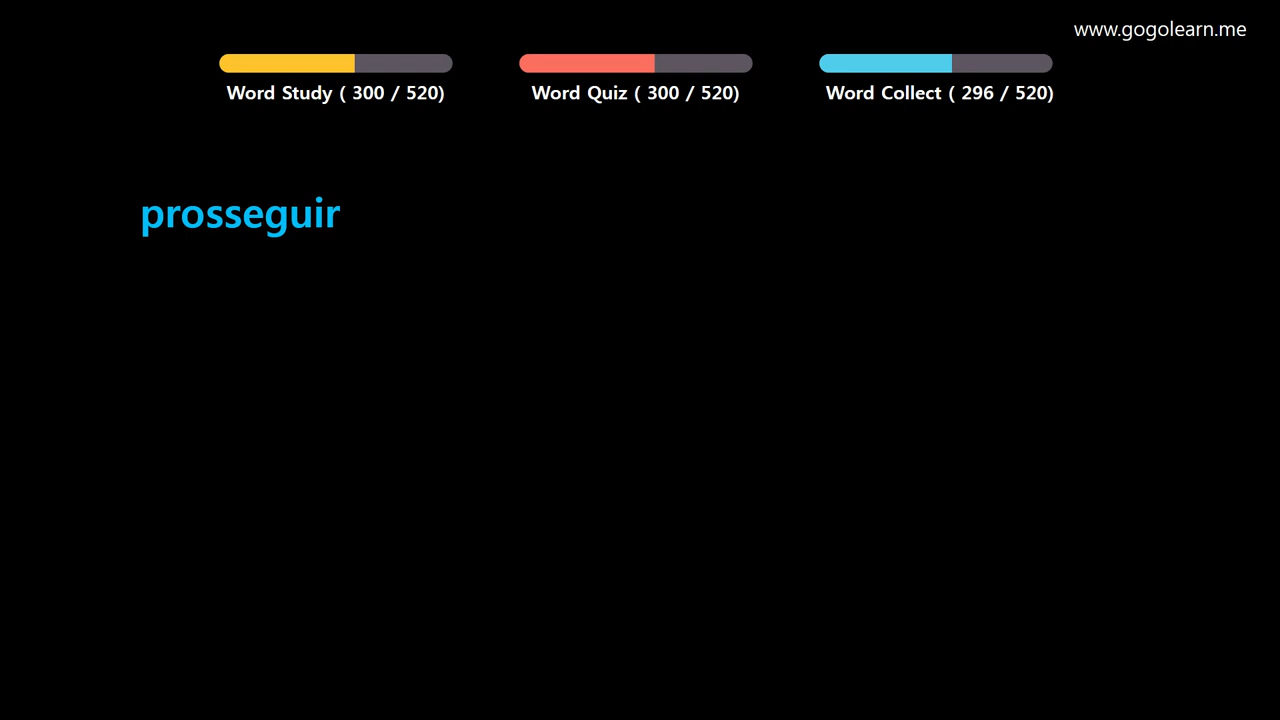 www.gogolearn.me
Word Study ( 300 / 520)
Word Quiz ( 300 / 520)
Word Collect ( 296 / 520)
prosseguir